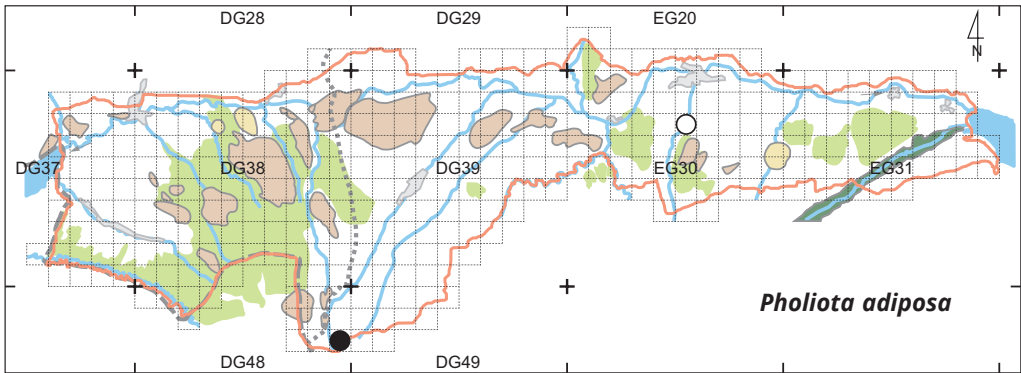 DG28 DG29 EG20
N
DG37 DG38 DG39 EG30 EG31
Pholiota adiposa
DG48 DG49